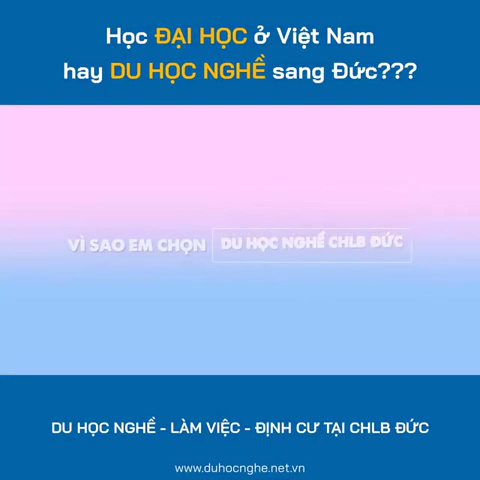 Học ĐẠI HỌC ở Việt Nam
hay DU HỌC NGHỀ sang Đức???
VÌ SAO EM CHỌN DU HỌC NGHỀ CHLB ĐỨC
DU HỌC NGHỀ - LÀM VIỆC - ĐỊNH CƯ TẠI CHLB ĐỨC
www.duhocnghe.net.vn